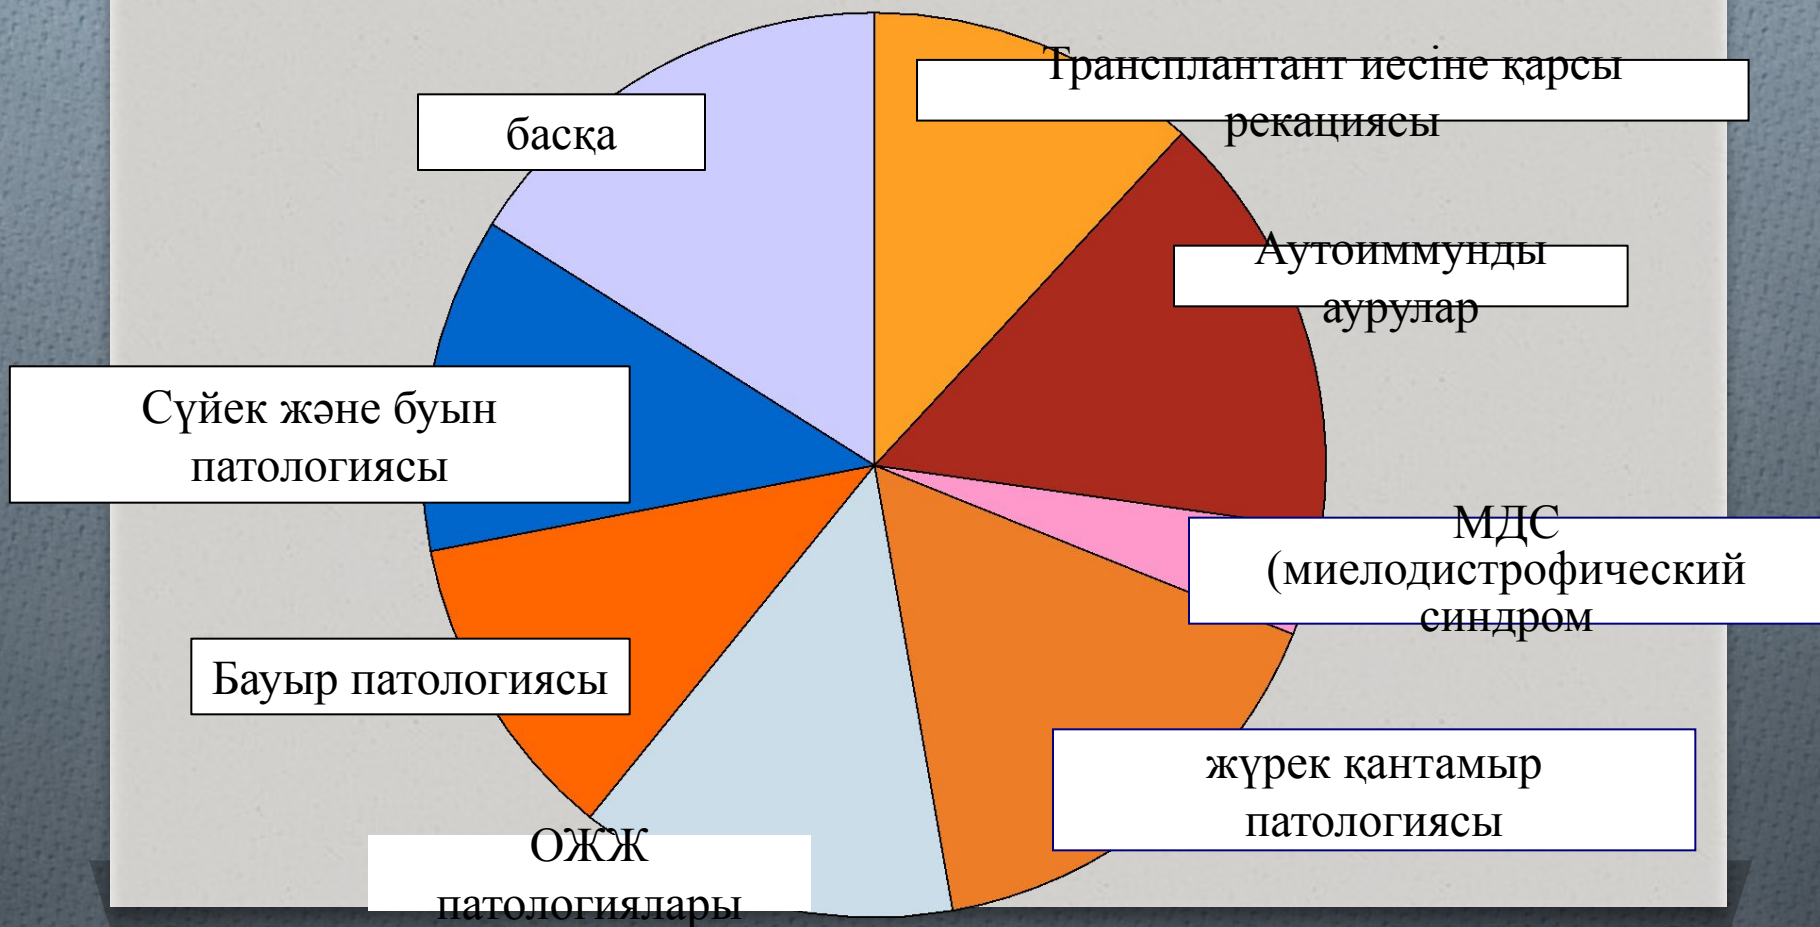 Трансплантант иесіне қарсы
рекациясы
басқа
Аутоиммунды
аурулар
Сүйек және буын
патологиясы
МДС
(миелодистрофический
синдром
Бауыр патологиясы
жүрек қантамыр
патологиясы
ОЖЖ
патологиялары